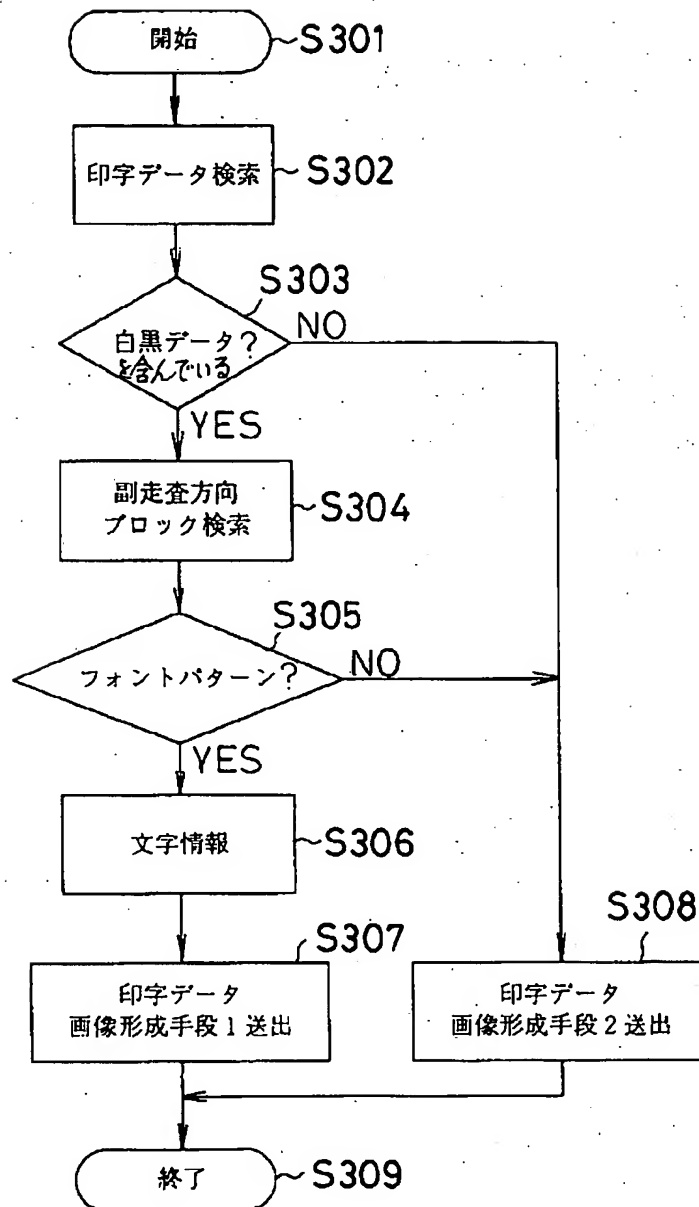 開始
S301
印字データ検索
S302
S303
白黒データ?
を含んでいる
NO
YES
副走査方向
ブロック検索
S304
S305
フォントパターン?
NO
YES
文字情報
S306
S307
印字データ
画像形成手段1送出
S308
印字データ
画像形成手段2送出
終了
S309